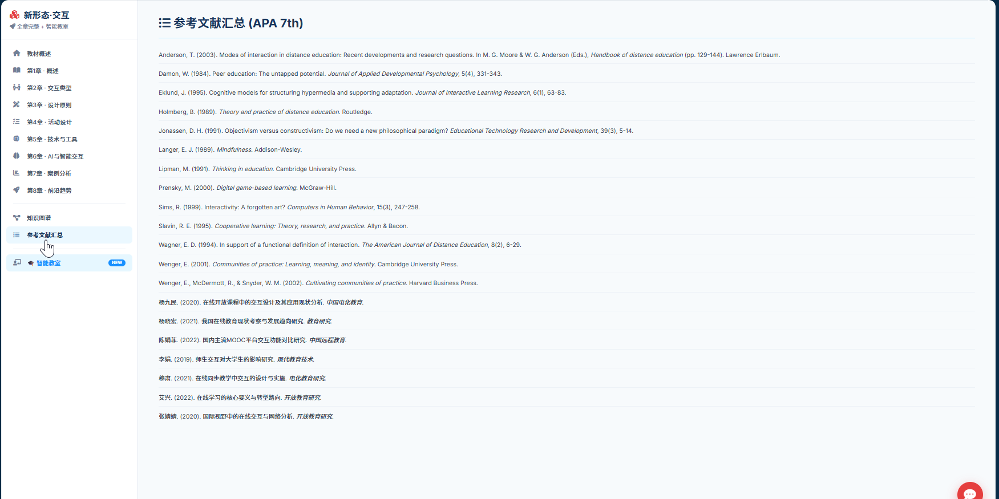 新形态·交互
全章完整 + 智能教室
教材概述
第1章 · 概述
第2章 · 交互类型
第3章 · 设计原则
第4章 · 活动设计
第5章 · 技术与工具
第6章 · AI与智能交互
第7章 · 案例分析
第8章 · 前沿趋势
知识图谱
参考文献汇总
智能教室 NEW
参考文献汇总 (APA 7th)
Anderson, T. (2003). Modes of interaction in distance education: Recent developments and research questions. In M. G. Moore & W. G. Anderson (Eds.), Handbook of distance education (pp. 129-144). Lawrence Erlbaum.
Damon, W. (1984). Peer education: The untapped potential. Journal of Applied Developmental Psychology, 5(4), 331-343.
Eklund, J. (1995). Cognitive models for structuring hypermedia and supporting adaptation. Journal of Interactive Learning Research, 6(1), 63-83.
Holmberg, B. (1989). Theory and practice of distance education. Routledge.
Jonassen, D. H. (1991). Objectivism versus constructivism: Do we need a new philosophical paradigm? Educational Technology Research and Development, 39(3), 5-14.
Langer, E. J. (1989). Mindfulness. Addison-Wesley.
Lipman, M. (1991). Thinking in education. Cambridge University Press.
Prensky, M. (2000). Digital game-based learning. McGraw-Hill.
Sims, R. (1999). Interactivity: A forgotten art? Computers in Human Behavior, 15(3), 247-258.
Slavin, R. E. (1995). Cooperative learning: Theory, research, and practice. Allyn & Bacon.
Wagner, E. D. (1994). In support of a functional definition of interaction. The American Journal of Distance Education, 8(2), 6-29.
Wenger, E. (2001). Communities of practice: Learning, meaning, and identity. Cambridge University Press.
Wenger, E., McDermott, R., & Snyder, W. M. (2002). Cultivating communities of practice. Harvard Business Press.
杨九民. (2020). 在线开放课程中的交互设计及其应用现状分析. 中国电化教育.
杨晓宏. (2021). 我国在线教育现状考察与发展趋向研究. 教育研究.
陈娟菲. (2022). 国内主流MOOC平台交互功能对比研究. 中国远程教育.
李娟. (2019). 师生交互对大学生的影响研究. 现代教育技术.
穆肃. (2021). 在线同步教学中交互的设计与实施. 电化教育研究.
艾兴. (2022). 在线学习的核心要义与转型路向. 开放教育研究.
张婧婧. (2020). 国际视野中的在线交互与网络分析. 开放教育研究.